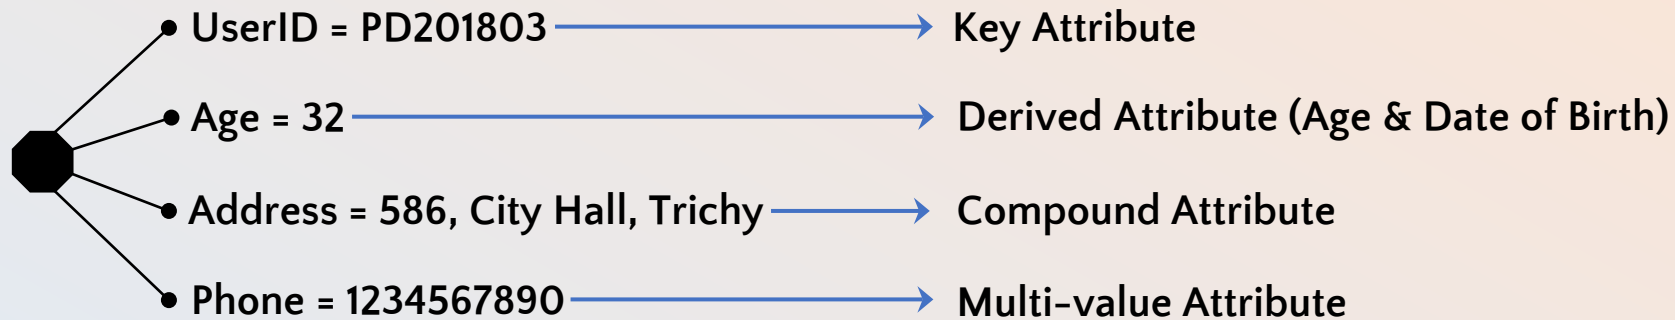 UserID = PD201803 Key Attribute
Age = 32 Derived Attribute (Age & Date of Birth)
Address = 586, City Hall, Trichy Compound Attribute
Phone = 1234567890 Multi-value Attribute